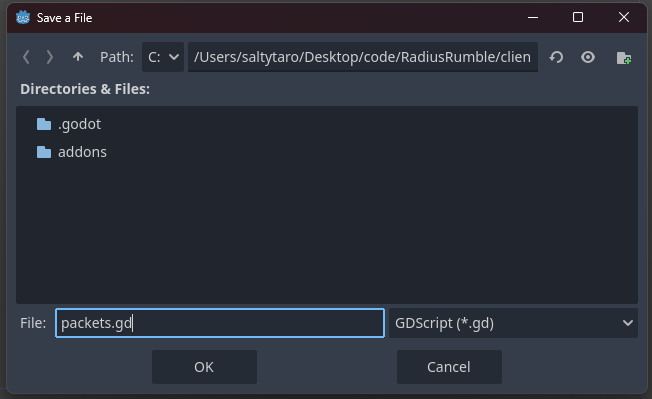 Save a File
Path: C: /Users/saltytaro/Desktop/code/RadiusRumble/clien
Directories & Files:
.godot
addons
File: packets.gd GDScript (*.gd)
OK Cancel